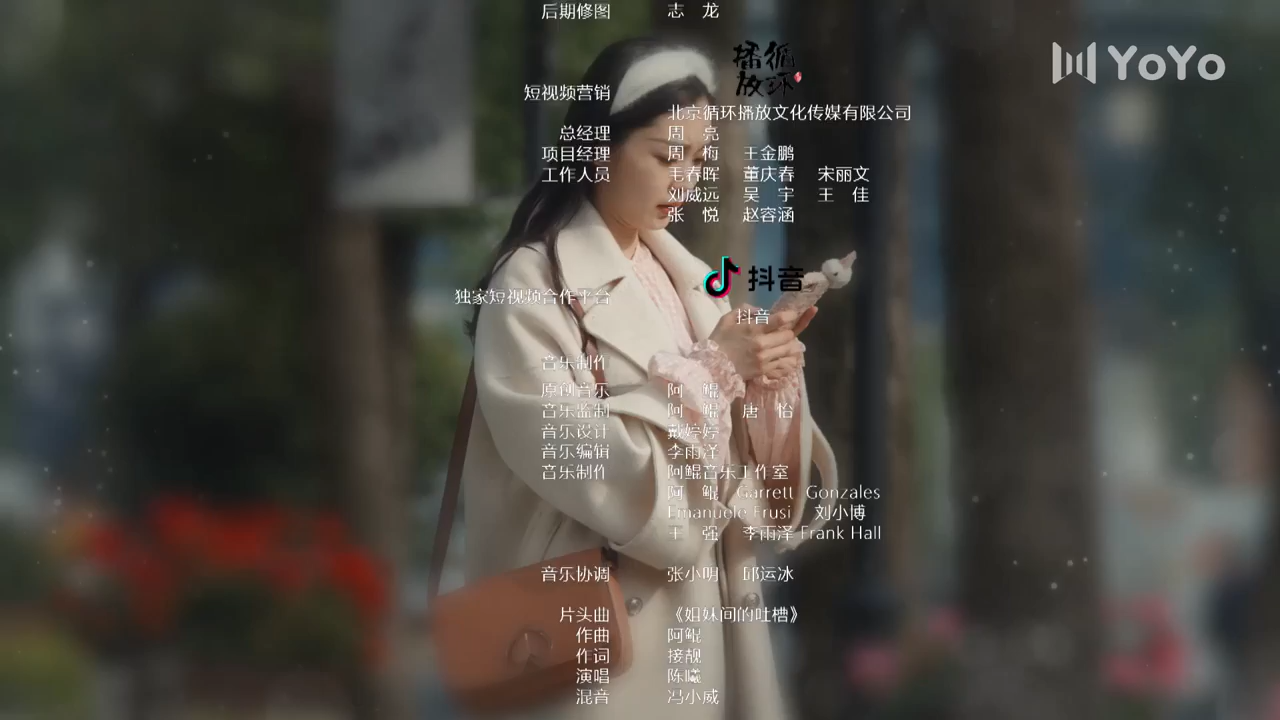 后期修图 志 龙
YoYo
循环播放
短视频营销
北京循环播放文化传媒有限公司
总经理 周 亮
项目经理 周 梅 王金鹏
工作人员 毛春晖 董庆春 宋丽文
刘威远 吴 宇 王 佳
张 悦 赵容涵
抖音
独家短视频合作平台
抖音
音乐制作
原创音乐 阿 鲲
音乐监制 阿 鲲 唐 怡
音乐设计 戴婷婷
音乐编辑 李雨泽
音乐制作 阿鲲音乐工作室
阿 鲲 Garrett Gonzales
Emanuele Frusi 刘小博
王 强 李雨泽 Frank Hall
音乐协调 张小明 邱运冰
片头曲 《姐妹间的吐槽》
作曲 阿鲲
作词 接靓
演唱 陈曦
混音 冯小威